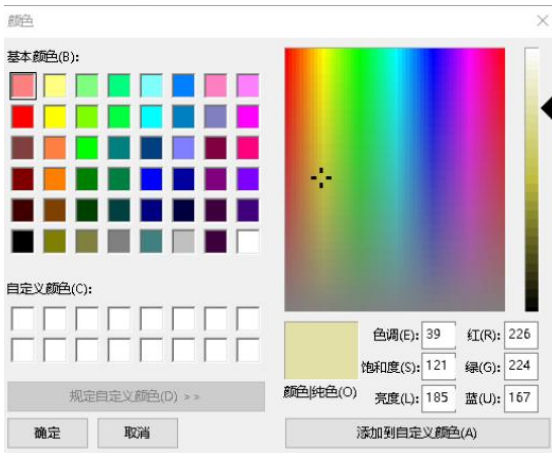 颜色
基本颜色(B):
自定义颜色(C):
规定自定义颜色(D) >>
确定
取消
颜色|纯色(O)
色调(E): 39
饱和度(S): 121
亮度(L): 185
红(R): 226
绿(G): 224
蓝(U): 167
添加到自定义颜色(A)